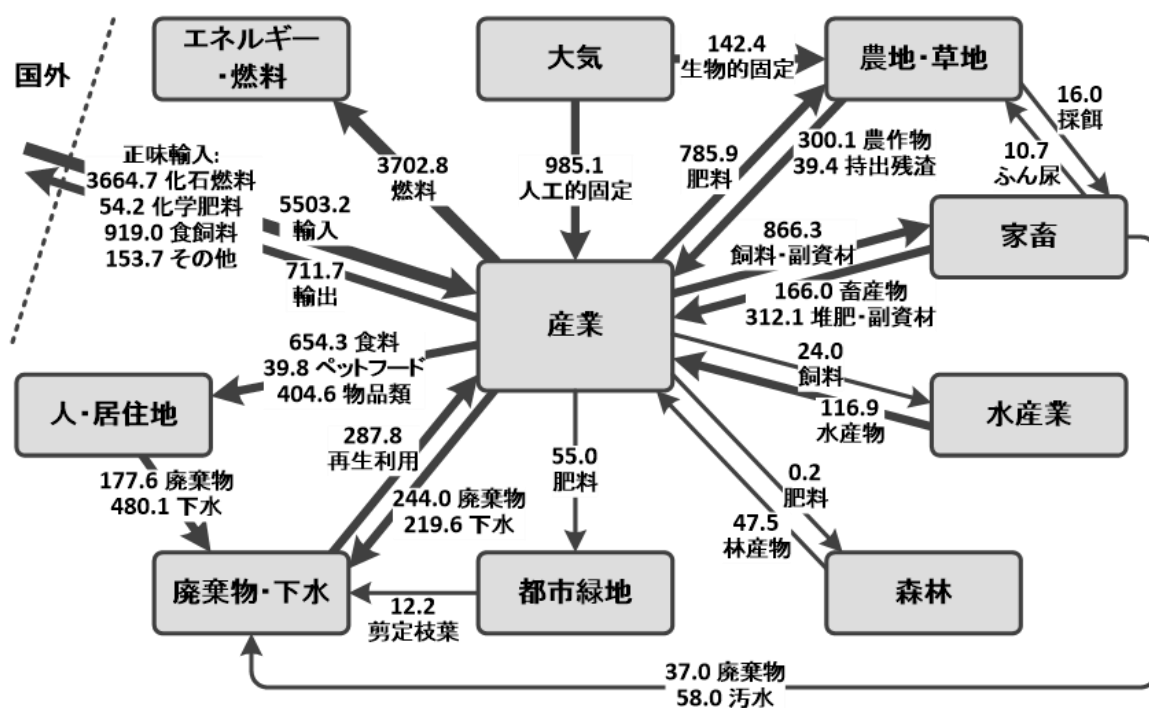 エネルギー
・燃料
大気
142.4
生物的固定
農地・草地
国外
16.0
採餌
10.7
ふん尿
正味輸入:
3664.7 化石燃料
54.2 化学肥料
919.0 食飼料
153.7 その他
3702.8
燃料
985.1
人工的固定
785.9
肥料
300.1 農作物
39.4 持出残渣
5503.2
輸入
711.7
輸出
866.3
飼料・副資材
家畜
166.0 畜産物
312.1 堆肥・副資材
産業
654.3 食料
39.8 ペットフード
404.6 物品類
24.0
飼料
116.9
水産物
水産業
人・居住地
177.6 廃棄物
480.1 下水
287.8
再生利用
244.0 廃棄物
219.6 下水
55.0
肥料
0.2
肥料
47.5
林産物
廃棄物・下水
12.2
剪定枝葉
都市緑地
森林
37.0 廃棄物
58.0 汚水